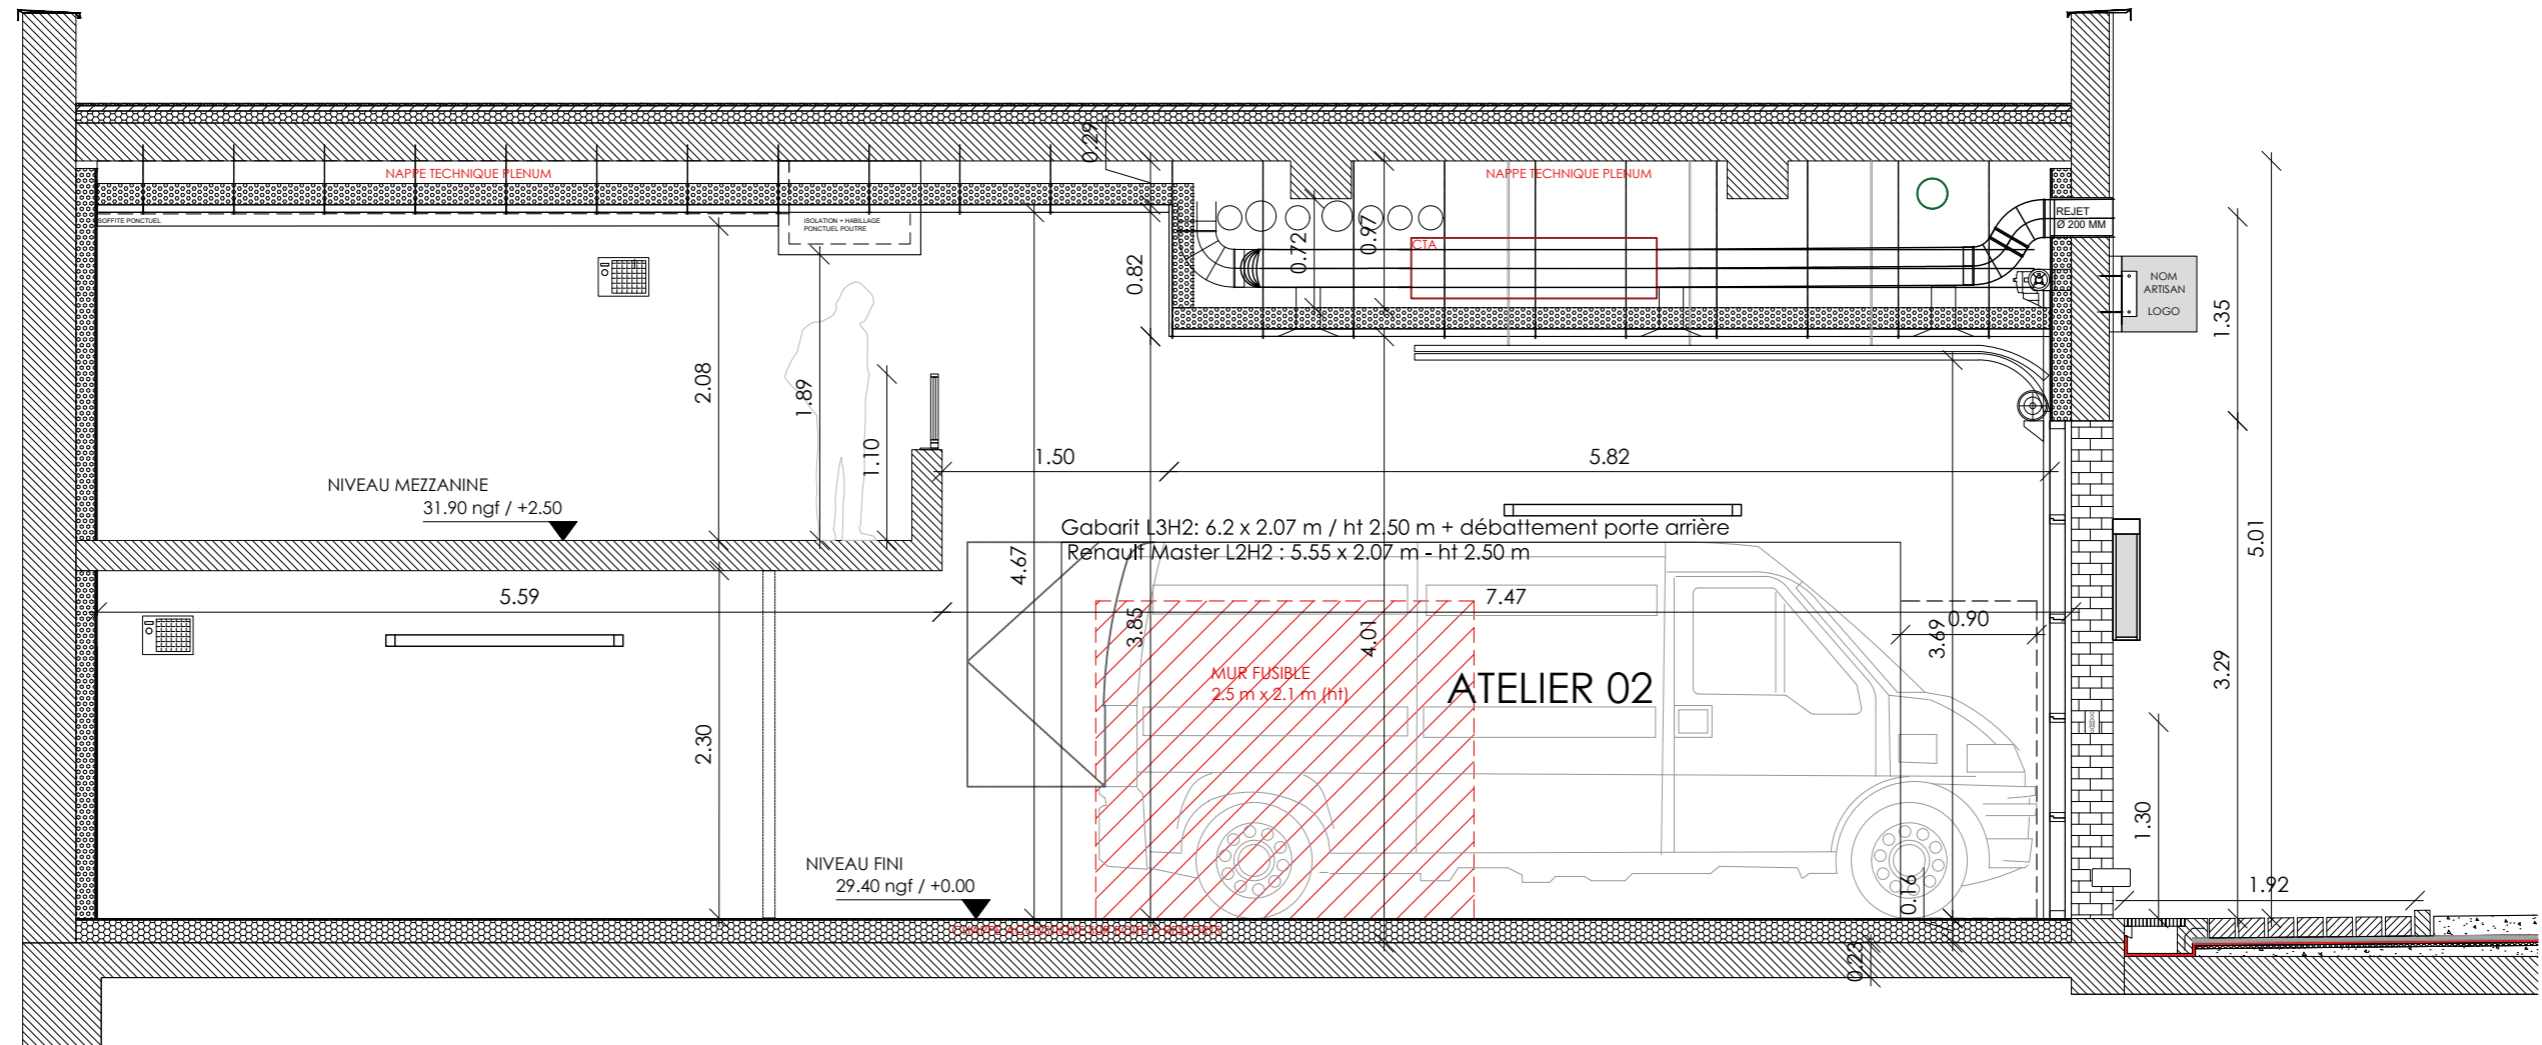 0.29
NAPPE TECHNIQUE PLENUM
NAPPE TECHNIQUE PLENUM
SOFFITE PONCTUEL
ISOLATION + HABILLAGE
PONCTUEL POUTRE
REJET
Ø 200 MM
CTA
0.72
0.97
0.82
NOM
ARTISAN
LOGO
1.35
2.08
1.89
1.10
1.50
5.82
NIVEAU MEZZANINE
31.90 ngf / +2.50
Gabarit L3H2: 6.2 x 2.07 m / ht 2.50 m + débattement porte arrière
Renault Master L2H2 : 5.55 x 2.07 m - ht 2.50 m
4.67
5.01
5.59
7.47
3.85
4.01
3.69
0.90
MUR FUSIBLE
2.5 m x 2.1 m (ht)
ATELIER 02
3.29
2.30
1.30
NIVEAU FINI
29.40 ngf / +0.00
0.16
1.92
CHAPPE ACOUSTIQUE SUR BOITE A RESSORTS
0.23